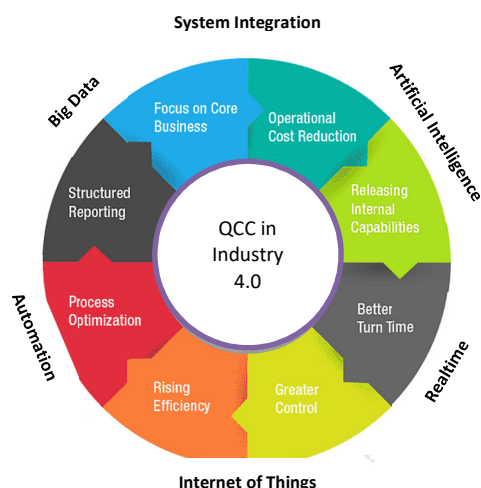 System Integration
Big Data
Artificial Intelligence
Focus on Core
Business
Operational
Cost Reduction
Structured
Reporting
Releasing
Internal
Capabilities
QCC in
Industry
4.0
Process
Optimization
Better
Turn Time
Automation
Realtime
Rising
Efficiency
Greater
Control
Internet of Things